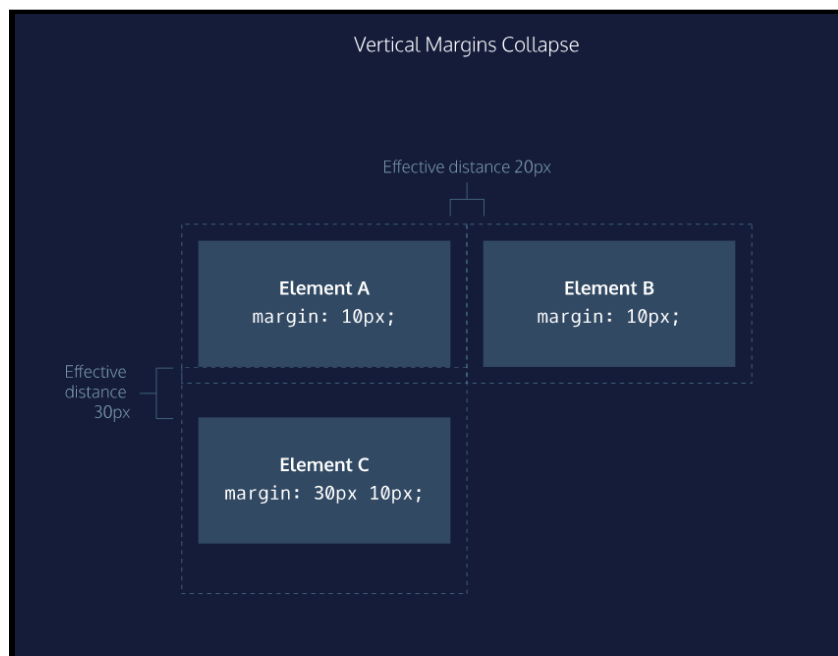 Vertical Margins Collapse
Effective distance 20px
Element A
margin: 10px;
Element B
margin: 10px;
Effective
distance
30px
Element C
margin: 30px 10px;